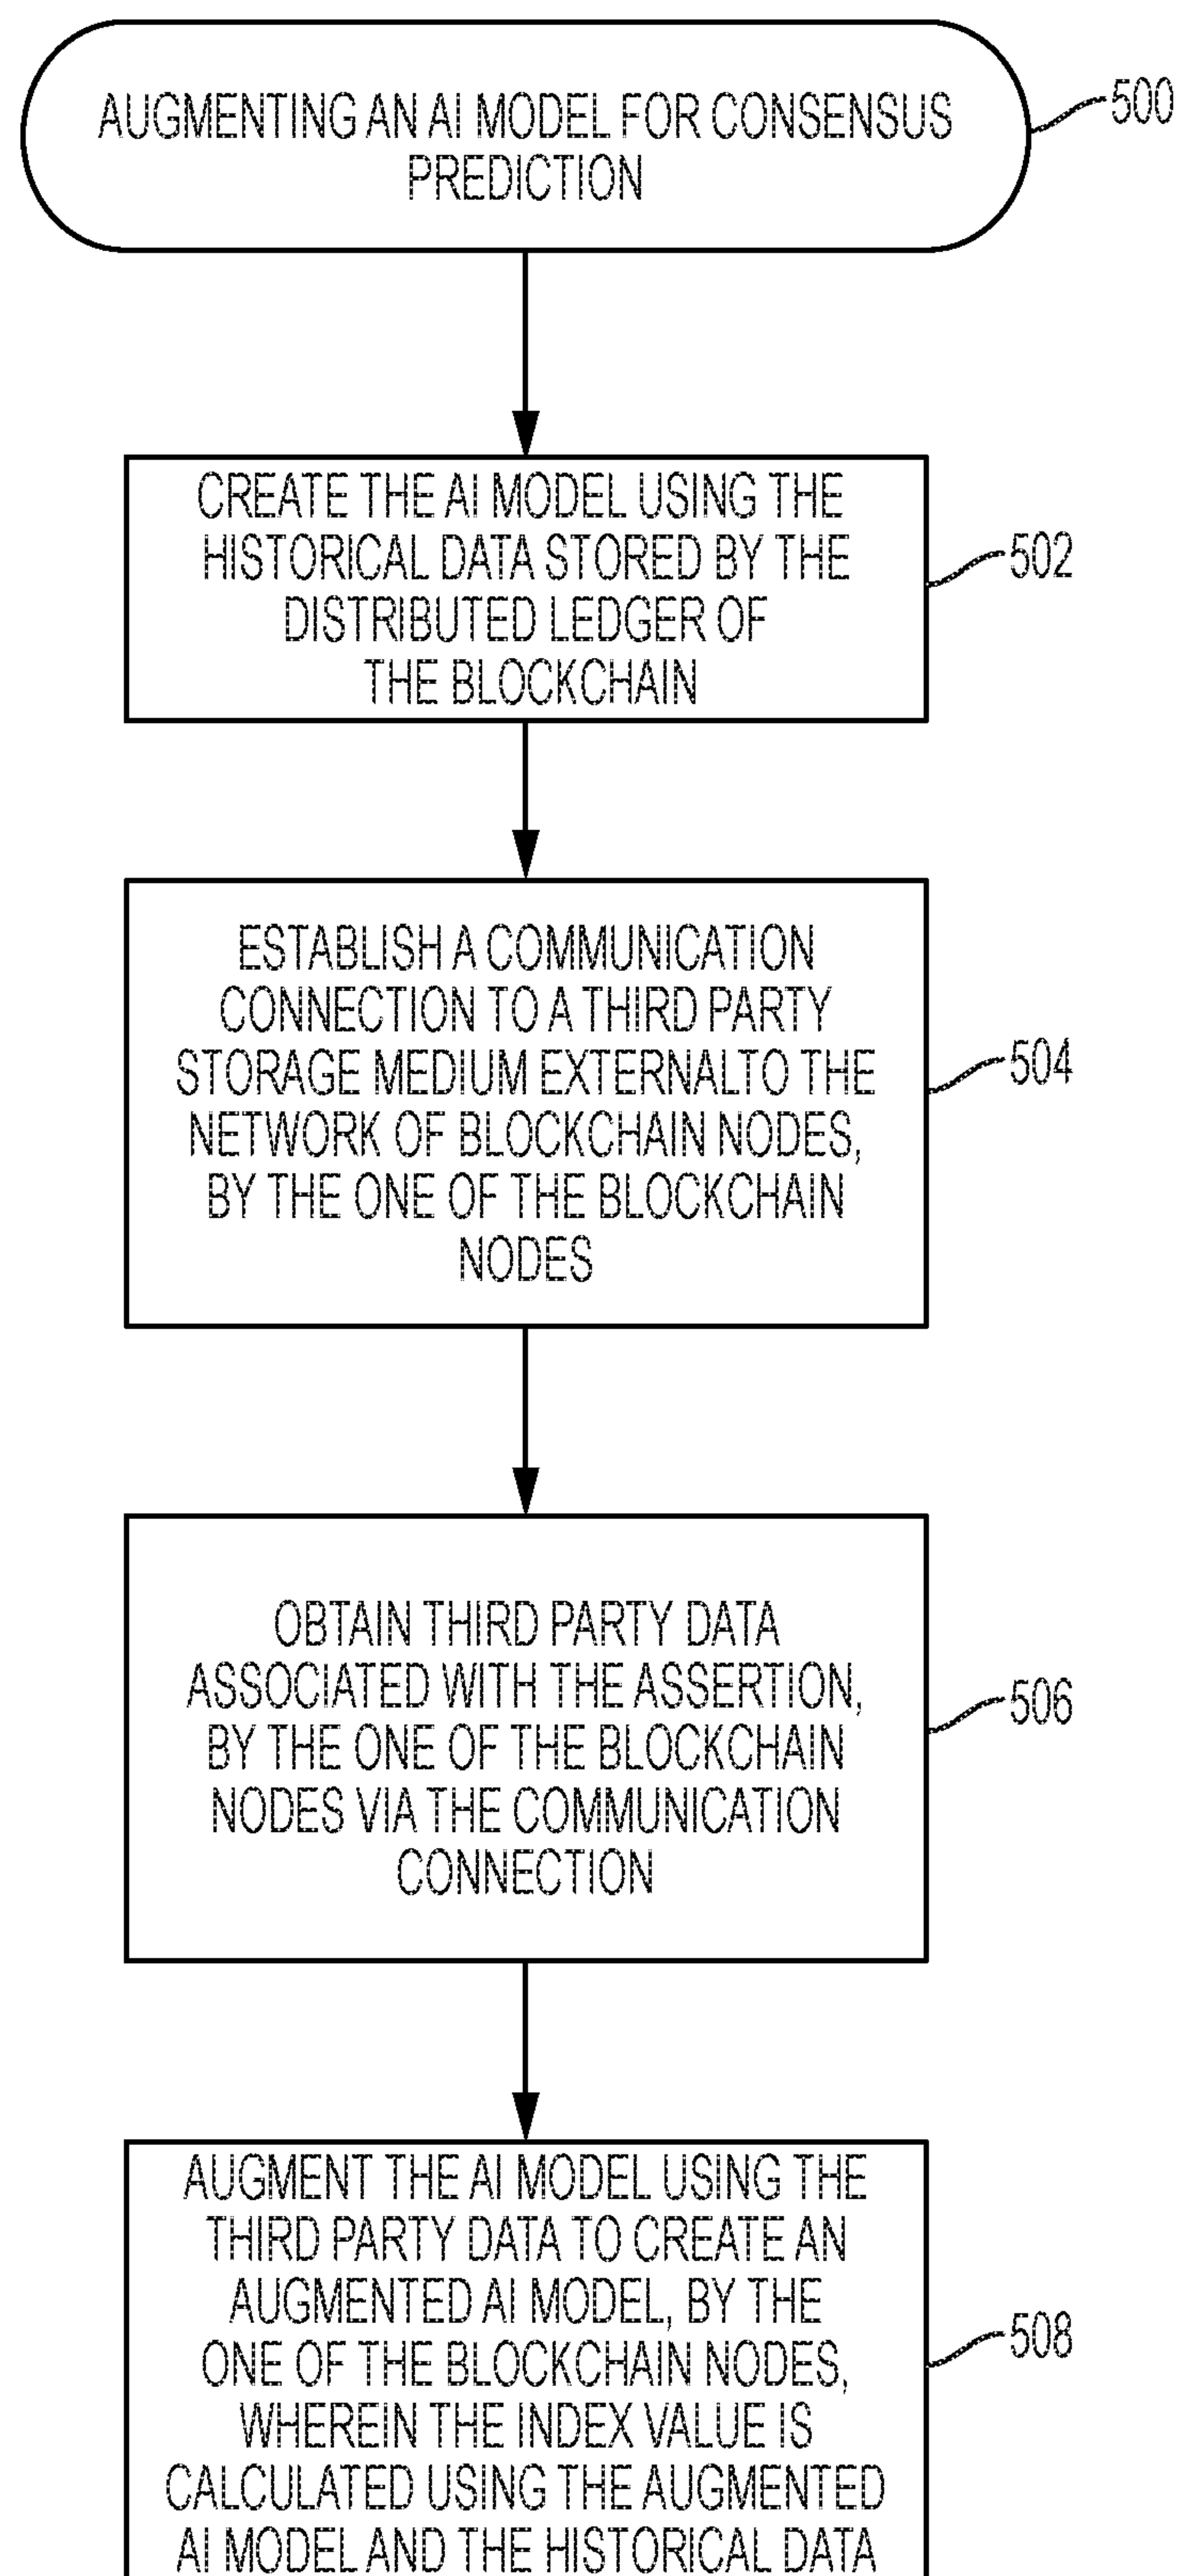 AUGMENTING AN AI MODEL FOR CONSENSUS
PREDICTION
500
CREATE THE AI MODEL USING THE
HISTORICAL DATA STORED BY THE
DISTRIBUTED LEDGER OF
THE BLOCKCHAIN
502
ESTABLISH A COMMUNICATION
CONNECTION TO A THIRD PARTY
STORAGE MEDIUM EXTERNALTO THE
NETWORK OF BLOCKCHAIN NODES,
BY THE ONE OF THE BLOCKCHAIN
NODES
504
OBTAIN THIRD PARTY DATA
ASSOCIATED WITH THE ASSERTION,
BY THE ONE OF THE BLOCKCHAIN
NODES VIA THE COMMUNICATION
CONNECTION
506
AUGMENT THE AI MODEL USING THE
THIRD PARTY DATA TO CREATE AN
AUGMENTED AI MODEL, BY THE
ONE OF THE BLOCKCHAIN NODES,
WHEREIN THE INDEX VALUE IS
CALCULATED USING THE AUGMENTED
AI MODEL AND THE HISTORICAL DATA
508